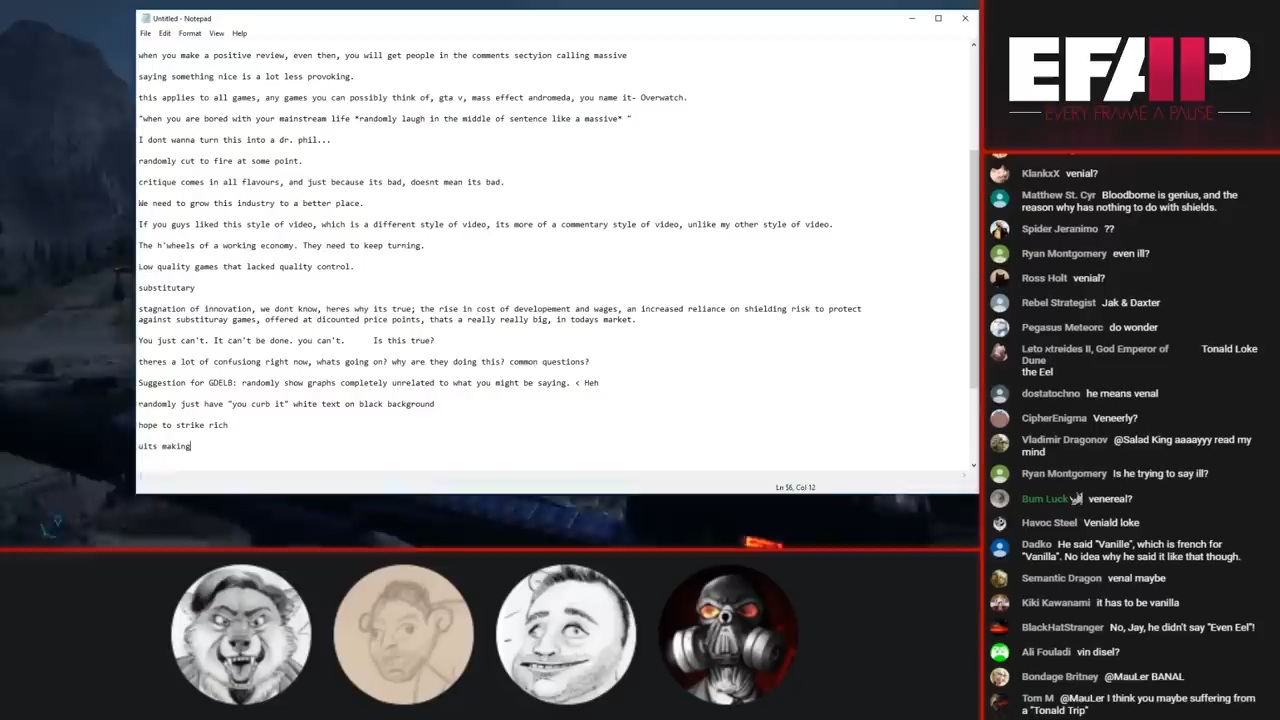 Untitled - Notepad
File Edit Format View Help
when you make a positive review, even then, you will get people in the comments sectyion calling massive
saying something nice is a lot less provoking.
this applies to all games, any games you can possibly think of, gta v, mass effect andromeda, you name it- Overwatch.
"when you are bored with your mainstream life *randomly laugh in the middle of sentence like a massive* "
I dont wanna turn this into a dr. phil...
randomly cut to fire at some point.
critique comes in all flavours, and just because its bad, doesnt mean its bad.
We need to grow this industry to a better place.
If you guys liked this style of video, which is a different style of video, its more of a commentary style of video, unlike my other style of video.
The h'wheels of a working economy. They need to keep turning.
Low quality games that lacked quality control.
substitutary
stagnation of innovation, we dont know, heres why its true; the rise in cost of developement and wages, an increased reliance on shielding risk to protect
against substituray games, offered at dicounted price points, thats a really really big, in todays market.
You just can't. It can't be done. you can't. Is this true?
theres a lot of confusiong right now, whats going on? why are they doing this? common questions?
Suggestion for GDELB: randomly show graphs completely unrelated to what you might be saying. < Heh
randomly just have "you curb it" white text on black background
hope to strike rich
uits making
Ln 56, Col 12
EFAP
EVERY FRAME A PAUSE
KlankxX venial?
Matthew St. Cyr Bloodborne is genius, and the
reason why has nothing to do with shields.
Spider Jeranimo ??
Ryan Montgomery even ill?
Ross Holt venial?
Rebel Strategist Jak & Daxter
Pegasus Meteorc do wonder
Leto Atreides II, God Emperor of Tonald Loke
Dune
the Eel
dostatochno he means venal
CipherEnigma Veneerly?
Vladimir Dragonov @Salad King aaaayyy read my
mind
Ryan Montgomery Is he trying to say ill?
Bum Luck venereal?
Havoc Steel Veniald loke
Dadko He said "Vanille", which is french for
"Vanilla". No idea why he said it like that though.
Semantic Dragon venal maybe
Kiki Kawanami it has to be vanilla
BlackHatStranger No, Jay, he didn't say "Even Eel"!
Ali Fouladi vin disel?
Bondage Britney @MauLer BANAL
Tom M @MauLer I think you maybe suffering from
a "Tonald Trip"